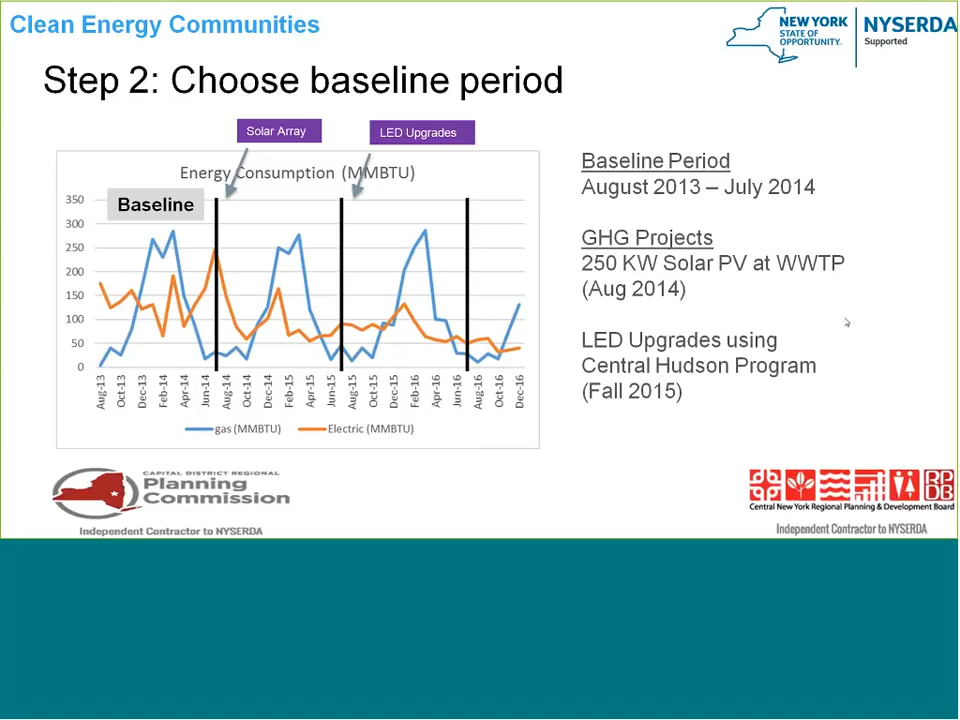 Clean Energy Communities
NEW YORK
STATE OF
OPPORTUNITY.
NYSERDA
Supported
Step 2: Choose baseline period
Solar Array
LED Upgrades
Energy Consumption (MMBTU)
Baseline
350
300
250
200
150
100
50
0
Aug-13
Oct-13
Dec-13
Feb-14
Apr-14
Jun-14
Aug-14
Oct-14
Dec-14
Feb-15
Apr-15
Jun-15
Aug-15
Oct-15
Dec-15
Feb-16
Apr-16
Jun-16
Aug-16
Oct-16
Dec-16
gas (MMBTU)
Electric (MMBTU)
Baseline Period
August 2013 – July 2014
GHG Projects
250 KW Solar PV at WWTP
(Aug 2014)
LED Upgrades using
Central Hudson Program
(Fall 2015)
CAPITAL DISTRICT REGIONAL
Planning
Commission
Independent Contractor to NYSERDA
RP
DB
Central New York Regional Planning & Development Board
Independent Contractor to NYSERDA